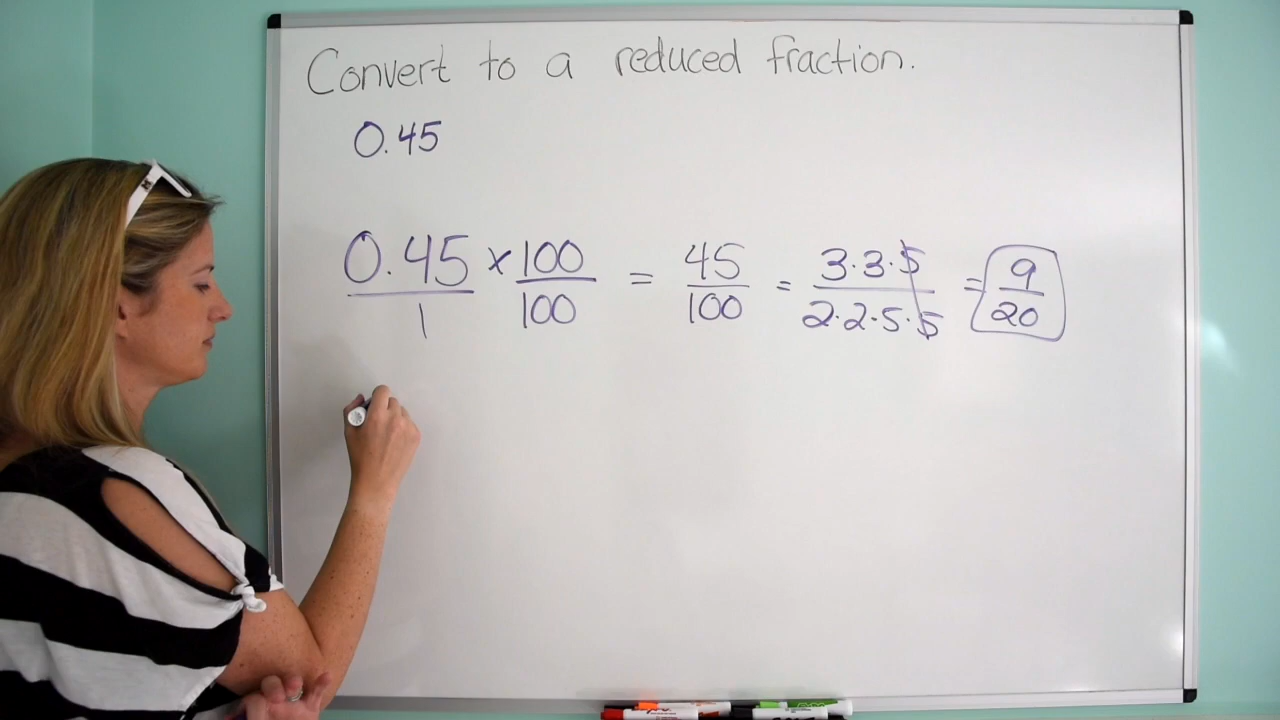 Convert to a reduced fraction.
0.45
0.45/1 × 100/100 = 45/100 = 3·3·5/2·2·5·5 = 9/20